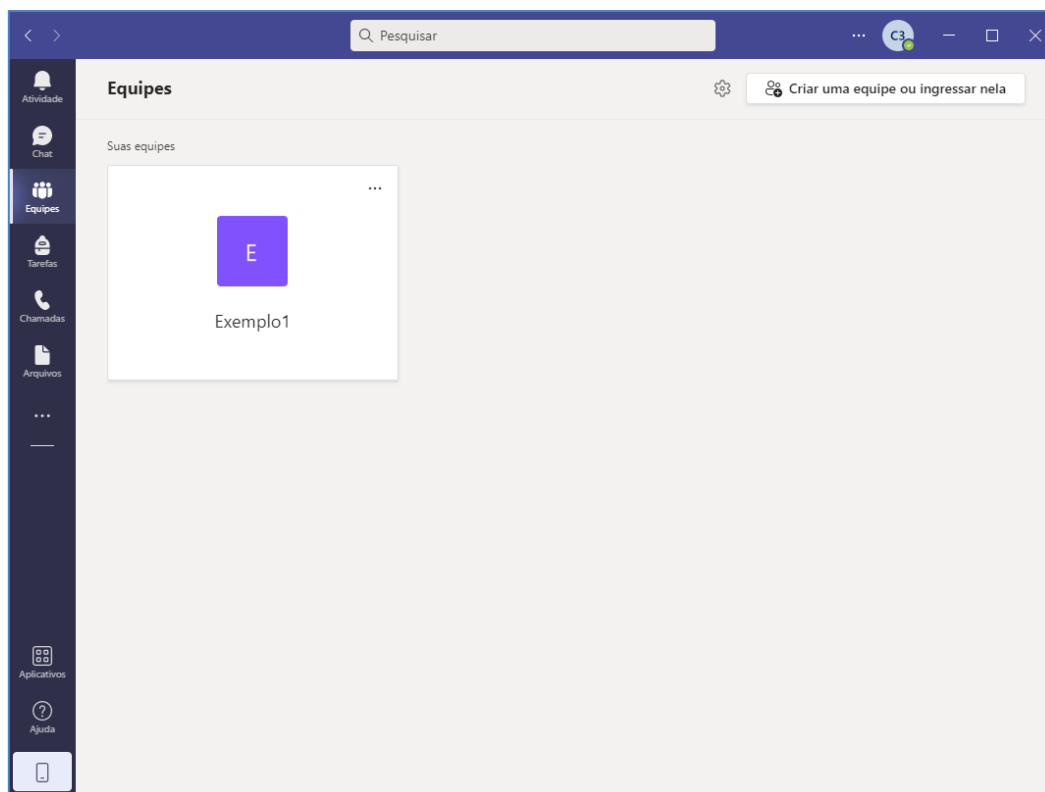 Pesquisar
C3
Atividade
Chat
Equipes
Tarefas
Chamadas
Arquivos
Aplicativos
Ajuda
Equipes
Criar uma equipe ou ingressar nela
Suas equipes
E
Exemplo1